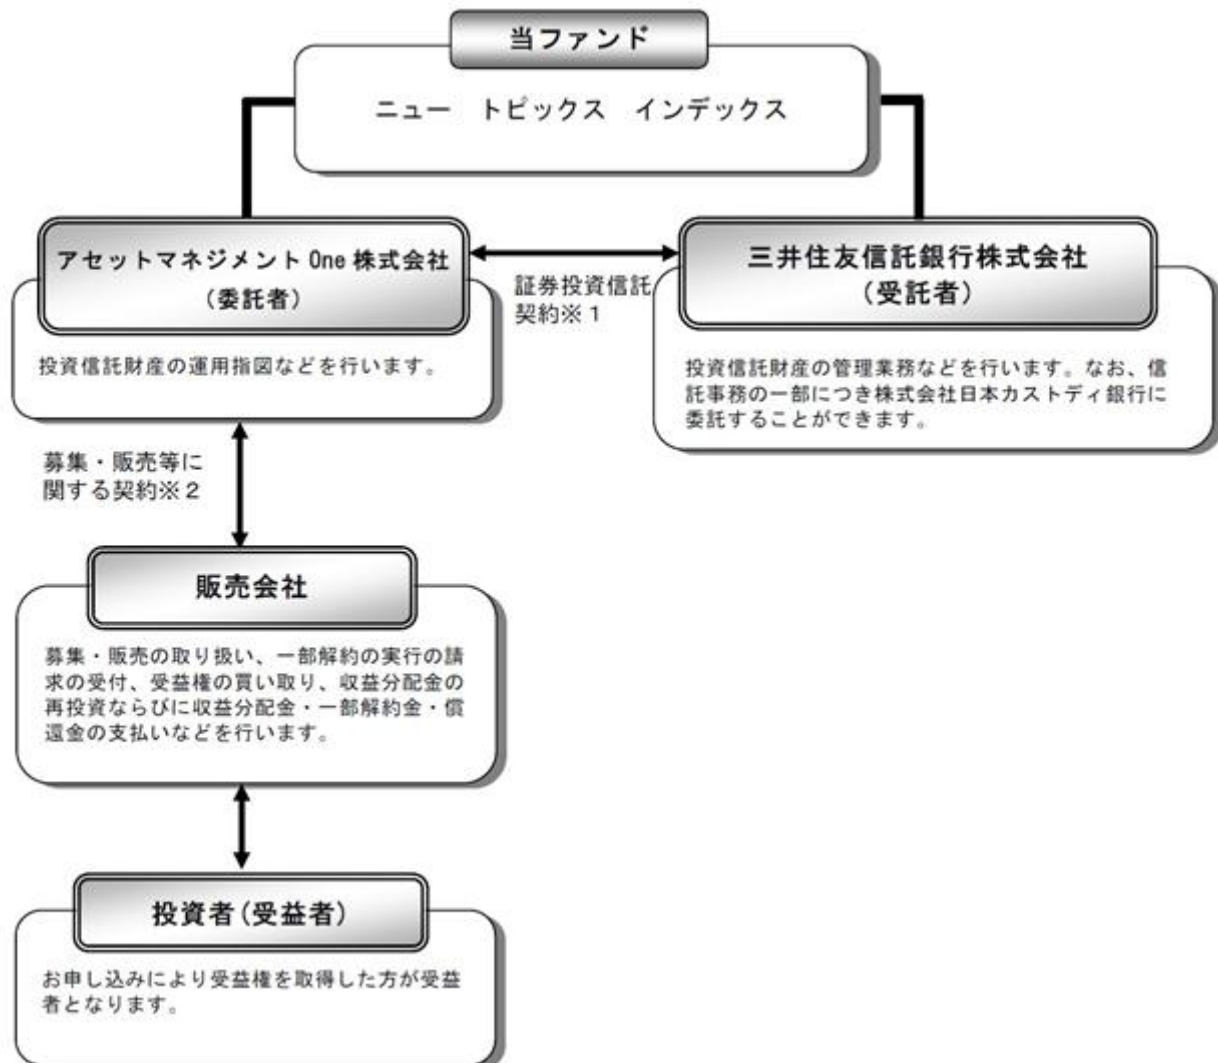 当ファンド
ニュー　トピックス　インデックス
アセットマネジメント One 株式会社
（委託者）
投資信託財産の運用指図などを行います。
証券投資信託
契約※１
三井住友信託銀行株式会社
（受託者）
投資信託財産の管理業務などを行います。なお、信
託事務の一部につき株式会社日本カストディ銀行に
委託することができます。
募集・販売等に
関する契約※２
販売会社
募集・販売の取り扱い、一部解約の実行の請
求の受付、受益権の買い取り、収益分配金の
再投資ならびに収益分配金・一部解約金・償
還金の支払いなどを行います。
投資者（受益者）
お申し込みにより受益権を取得した方が受益
者となります。